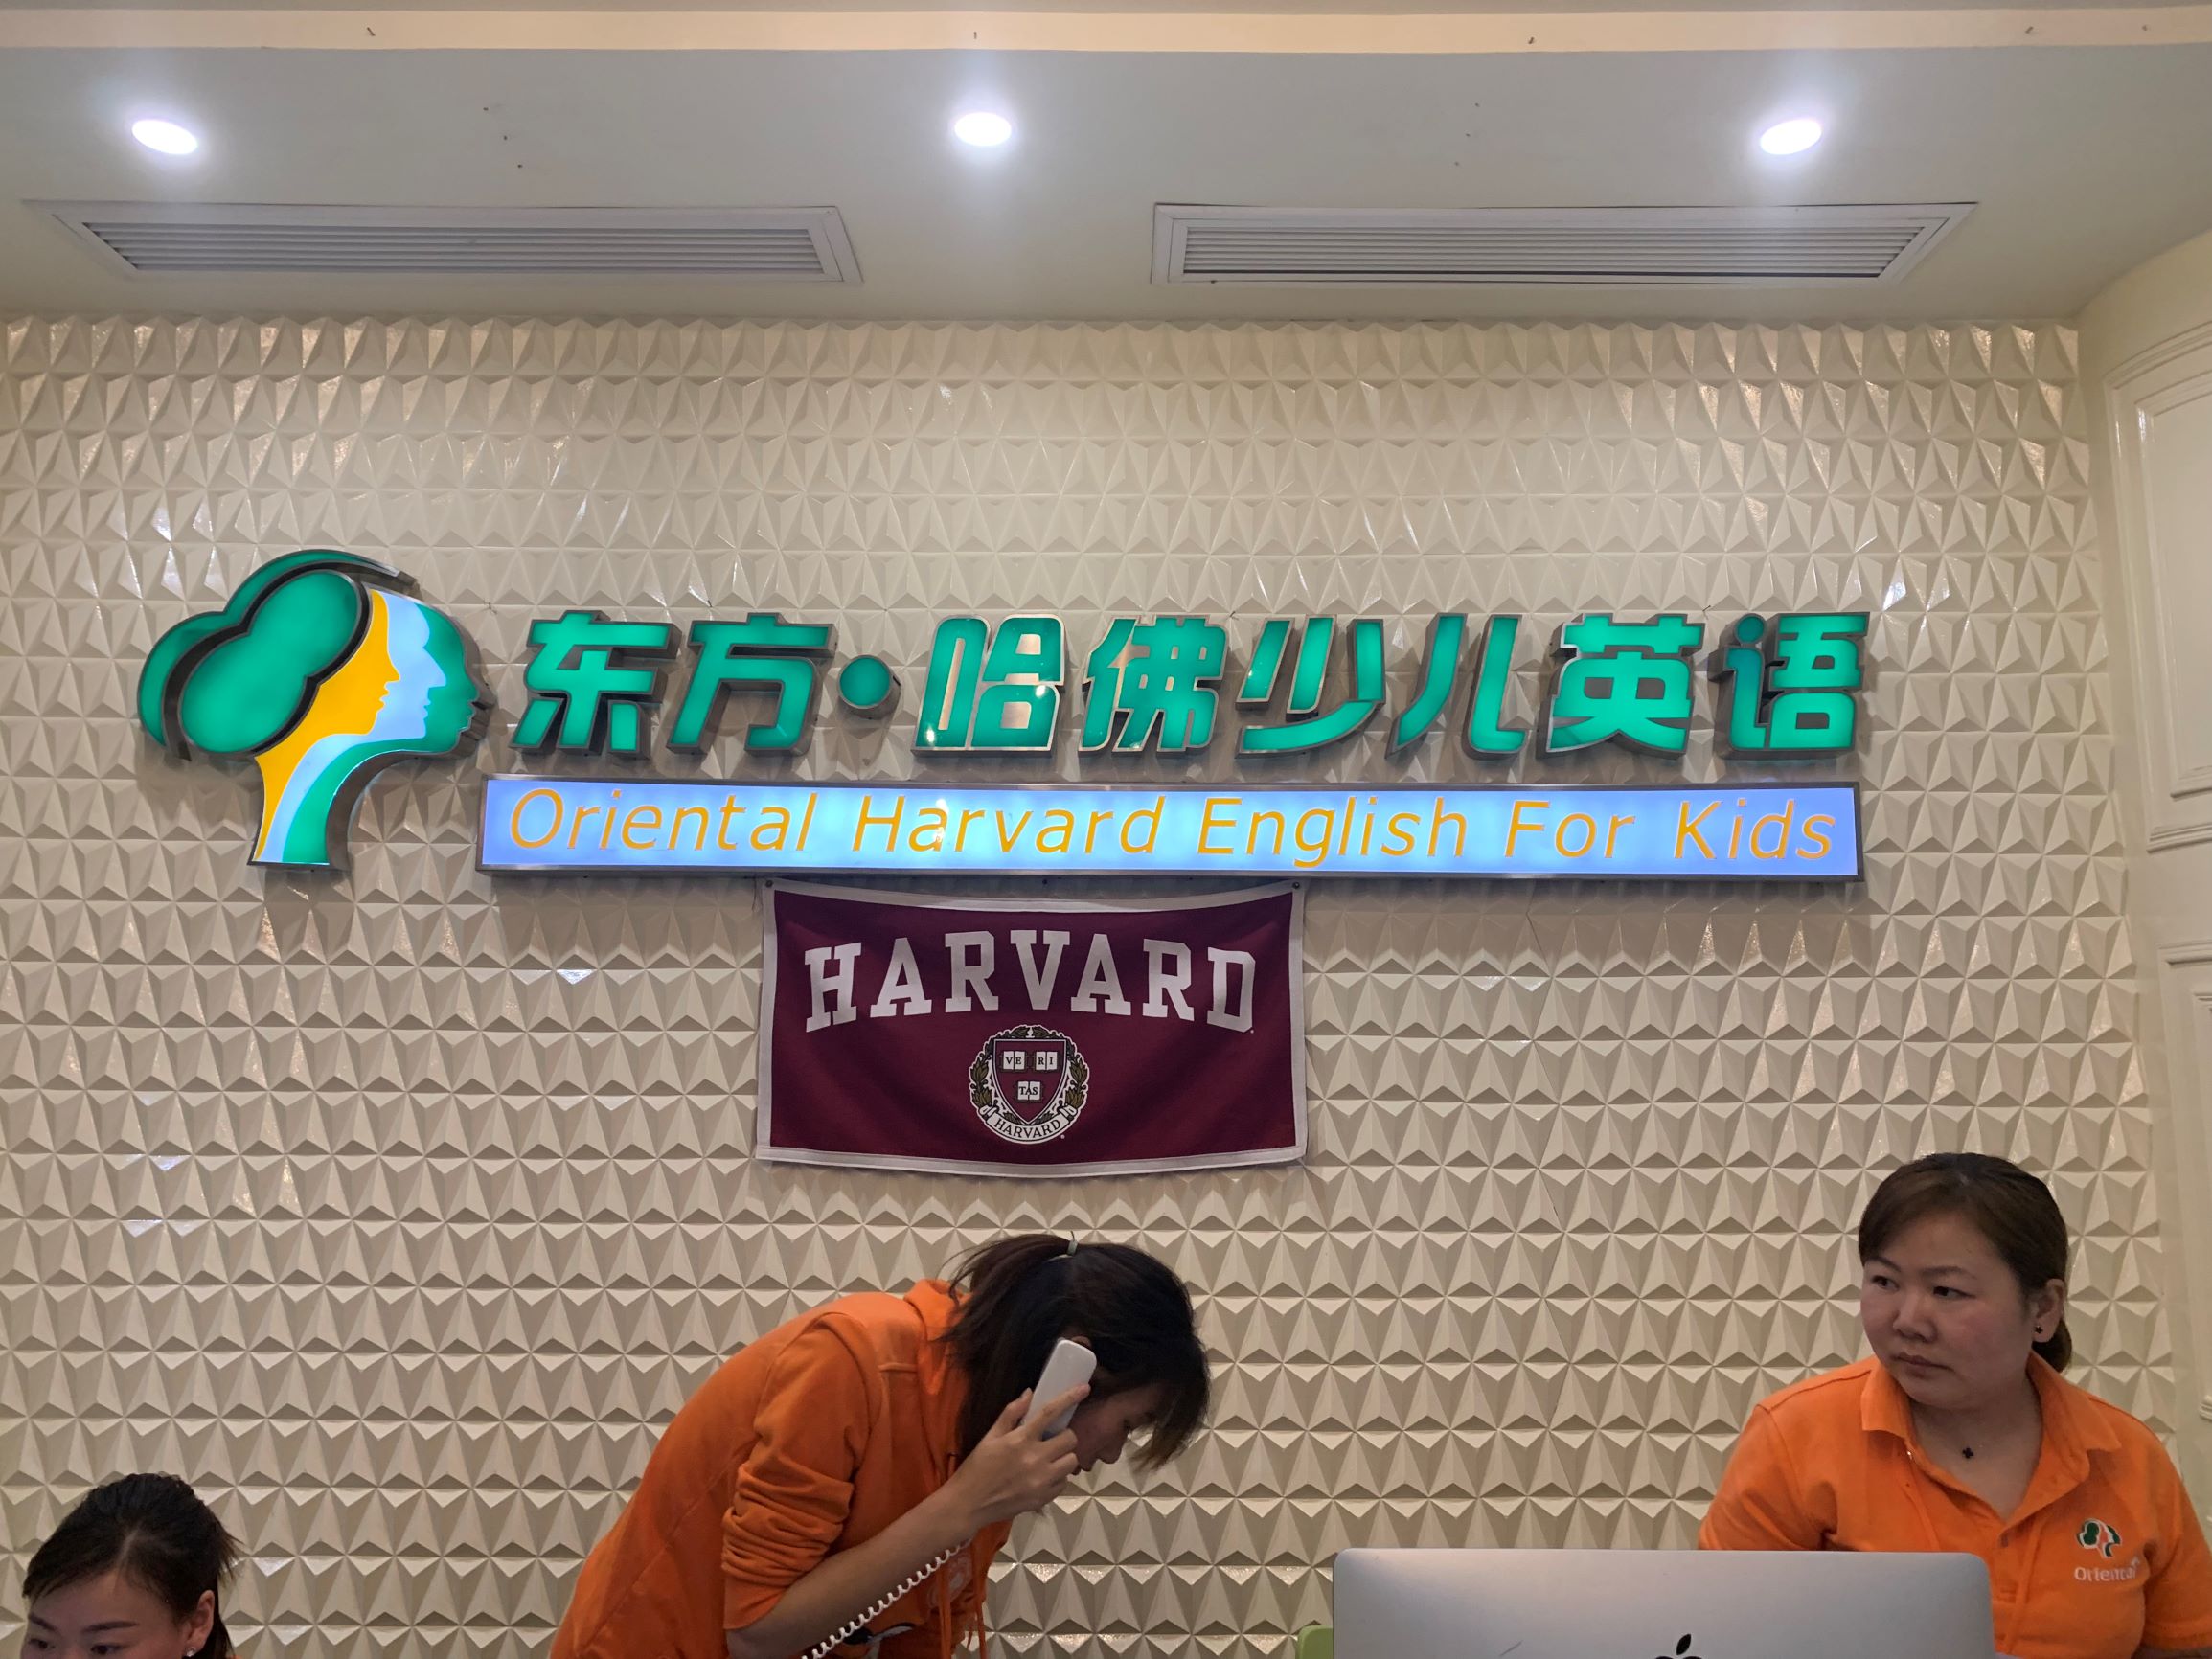 东方·哈佛少儿英语
Oriental Harvard English For Kids
HARVARD
VE RI
TAS
HARVARD
Oriental